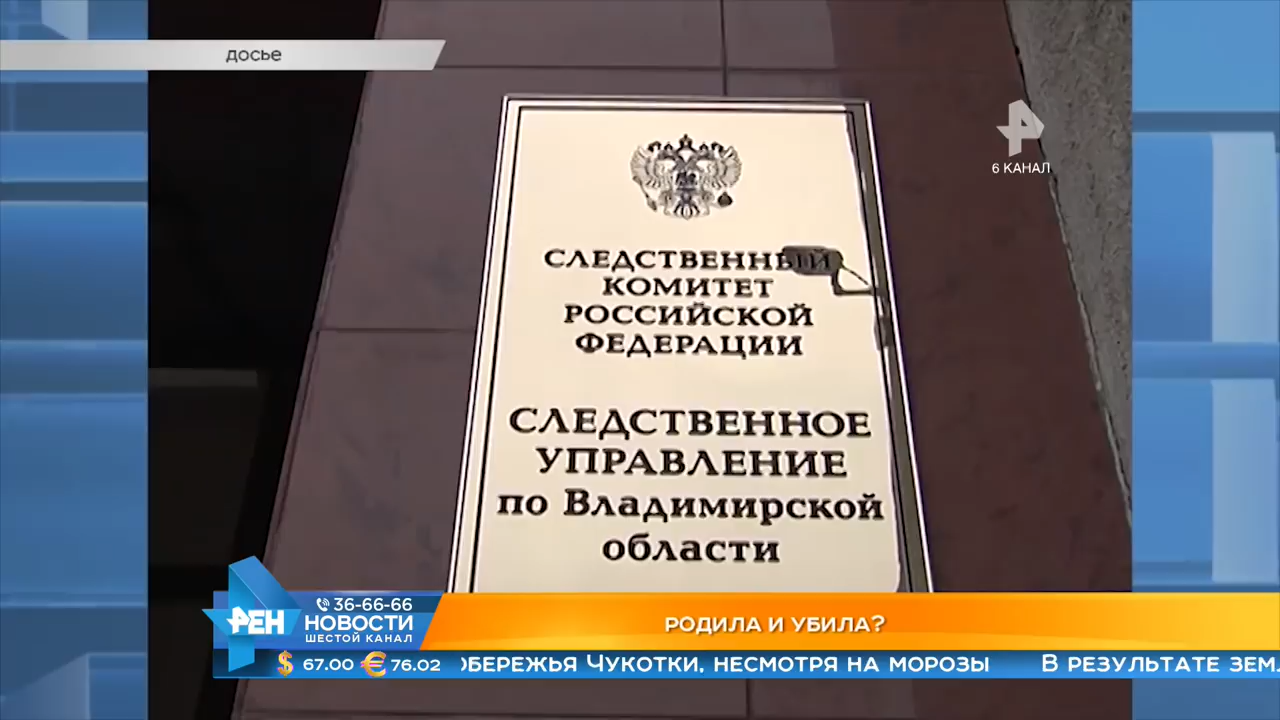 досье
6 КАНАЛ
СЛЕДСТВЕННЫЙ
КОМИТЕТ
РОССИЙСКОЙ
ФЕДЕРАЦИИ
СЛЕДСТВЕННОЕ
УПРАВЛЕНИЕ
по Владимирской
области
РЕН
36-66-66
НОВОСТИ
ШЕСТОЙ КАНАЛ
РОДИЛА И УБИЛА?
$ 67.00 € 76.02 ОБЕРЕЖЬЯ ЧУКОТКИ, НЕСМОТРЯ НА МОРОЗЫ В РЕЗУЛЬТАТЕ ЗЕМ